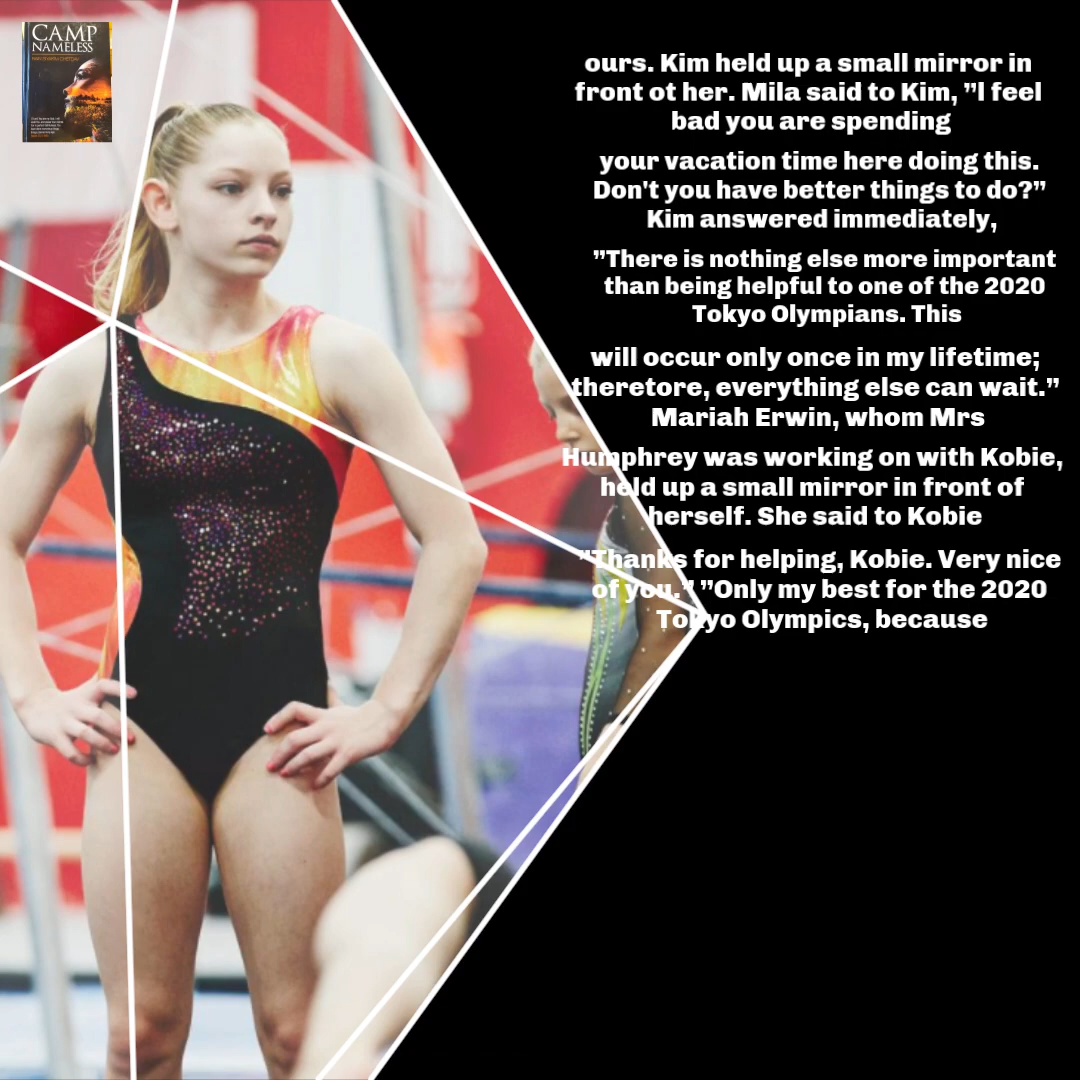 CAMP
NAMELESS
ours. Kim held up a small mirror in
front ot her. Mila said to Kim, ”l feel
bad you are spending
your vacation time here doing this.
Don't you have better things to do?”
Kim answered immediately,
”There is nothing else more important
than being helpful to one of the 2020
Tokyo Olympians. This
will occur only once in my lifetime;
theretore, everything else can wait.”
Mariah Erwin, whom Mrs
Humphrey was working on with Kobie,
held up a small mirror in front of
herself. She said to Kobie
”Thanks for helping, Kobie. Very nice
of you.” ”Only my best for the 2020
Tokyo Olympics, because